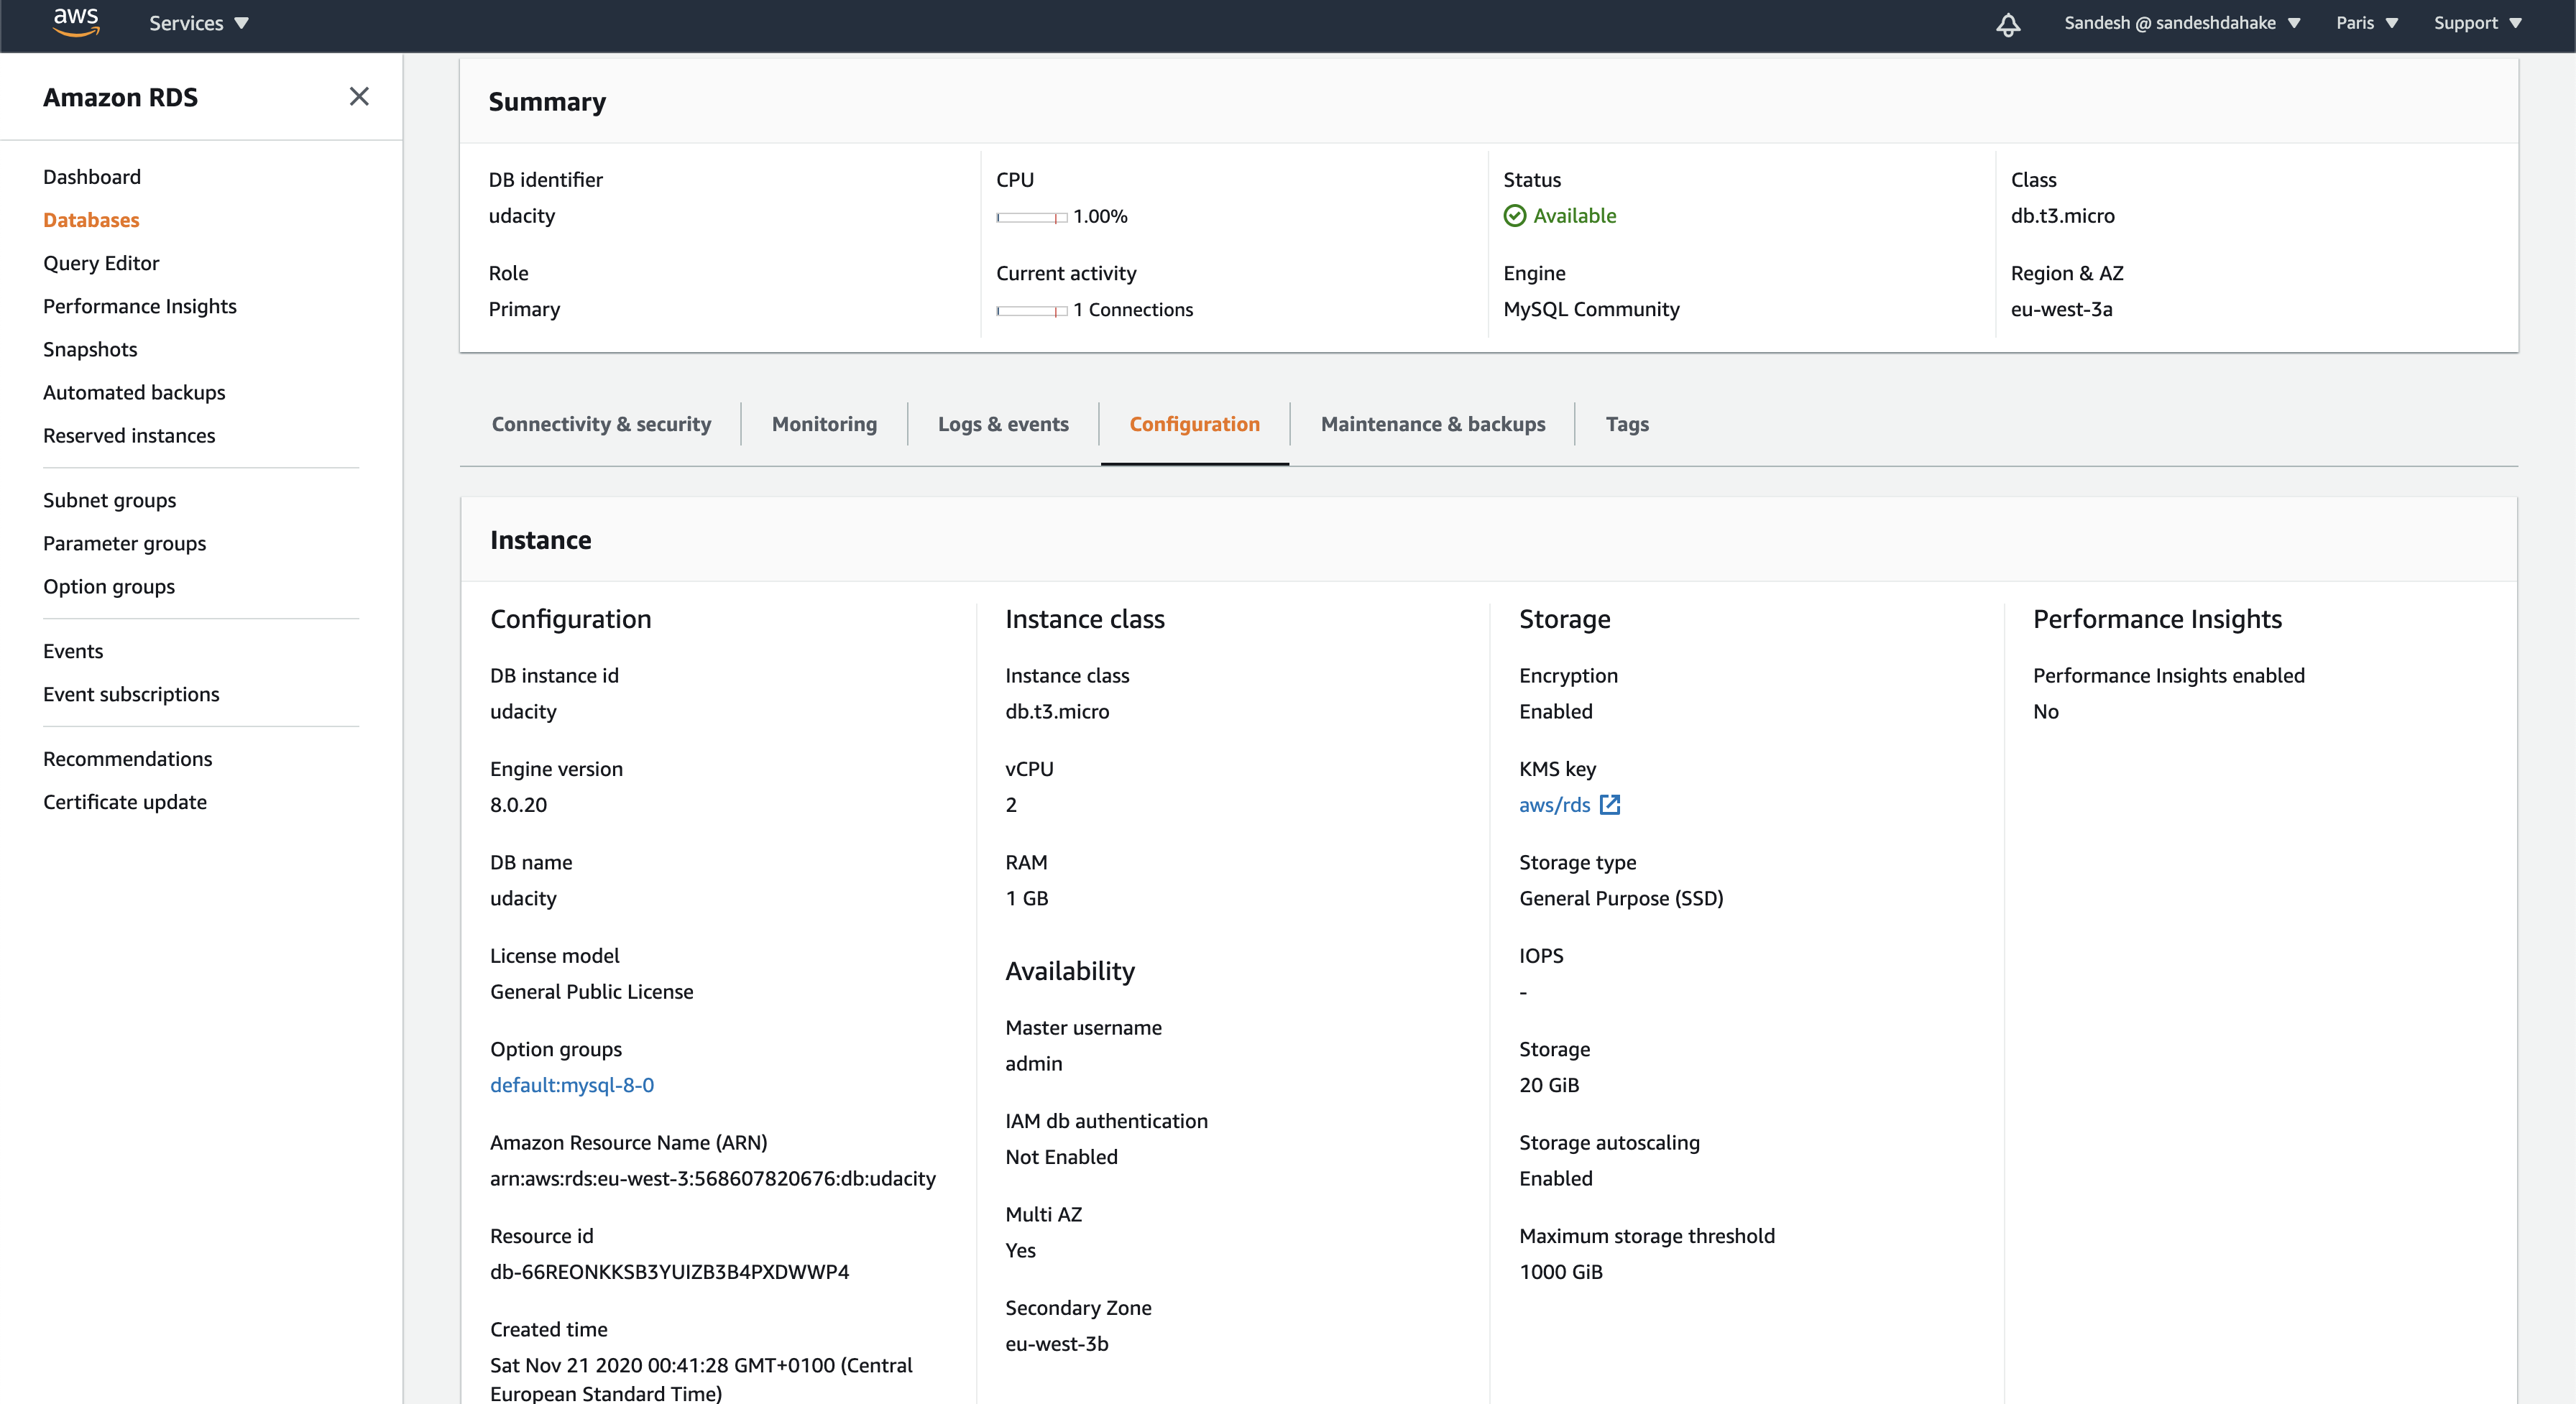 aws
Services
Sandesh @ sandeshdahake
Paris
Support
Amazon RDS
Dashboard
Databases
Query Editor
Performance Insights
Snapshots
Automated backups
Reserved instances
Subnet groups
Parameter groups
Option groups
Events
Event subscriptions
Recommendations
Certificate update
Summary
DB identifier
udacity
Role
Primary
CPU
1.00%
Current activity
1 Connections
Status
Available
Engine
MySQL Community
Class
db.t3.micro
Region & AZ
eu-west-3a
Connectivity & security
Monitoring
Logs & events
Configuration
Maintenance & backups
Tags
Instance
Configuration
DB instance id
udacity
Engine version
8.0.20
DB name
udacity
License model
General Public License
Option groups
default:mysql-8-0
Amazon Resource Name (ARN)
arn:aws:rds:eu-west-3:568607820676:db:udacity
Resource id
db-66REONKKSB3YUIZB3B4PXDWWP4
Created time
Sat Nov 21 2020 00:41:28 GMT+0100 (Central
European Standard Time)
Instance class
Instance class
db.t3.micro
vCPU
2
RAM
1 GB
Availability
Master username
admin
IAM db authentication
Not Enabled
Multi AZ
Yes
Secondary Zone
eu-west-3b
Storage
Encryption
Enabled
KMS key
aws/rds
Storage type
General Purpose (SSD)
IOPS
-
Storage
20 GiB
Storage autoscaling
Enabled
Maximum storage threshold
1000 GiB
Performance Insights
Performance Insights enabled
No